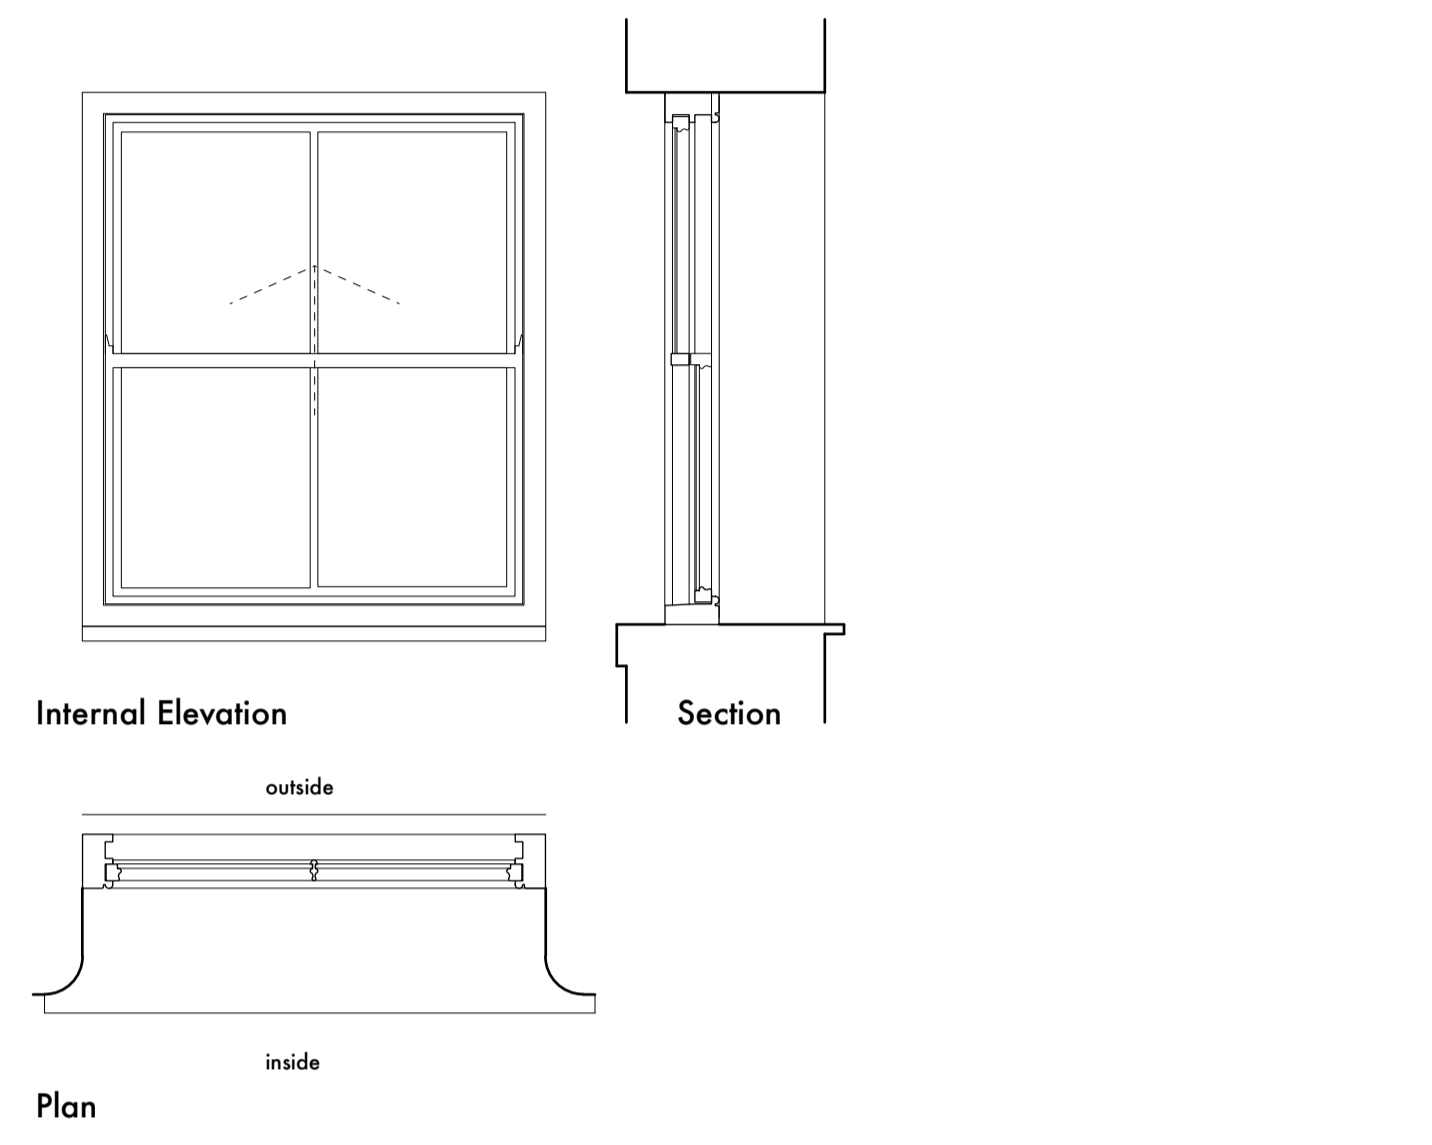 Internal Elevation
Section
outside
inside
Plan